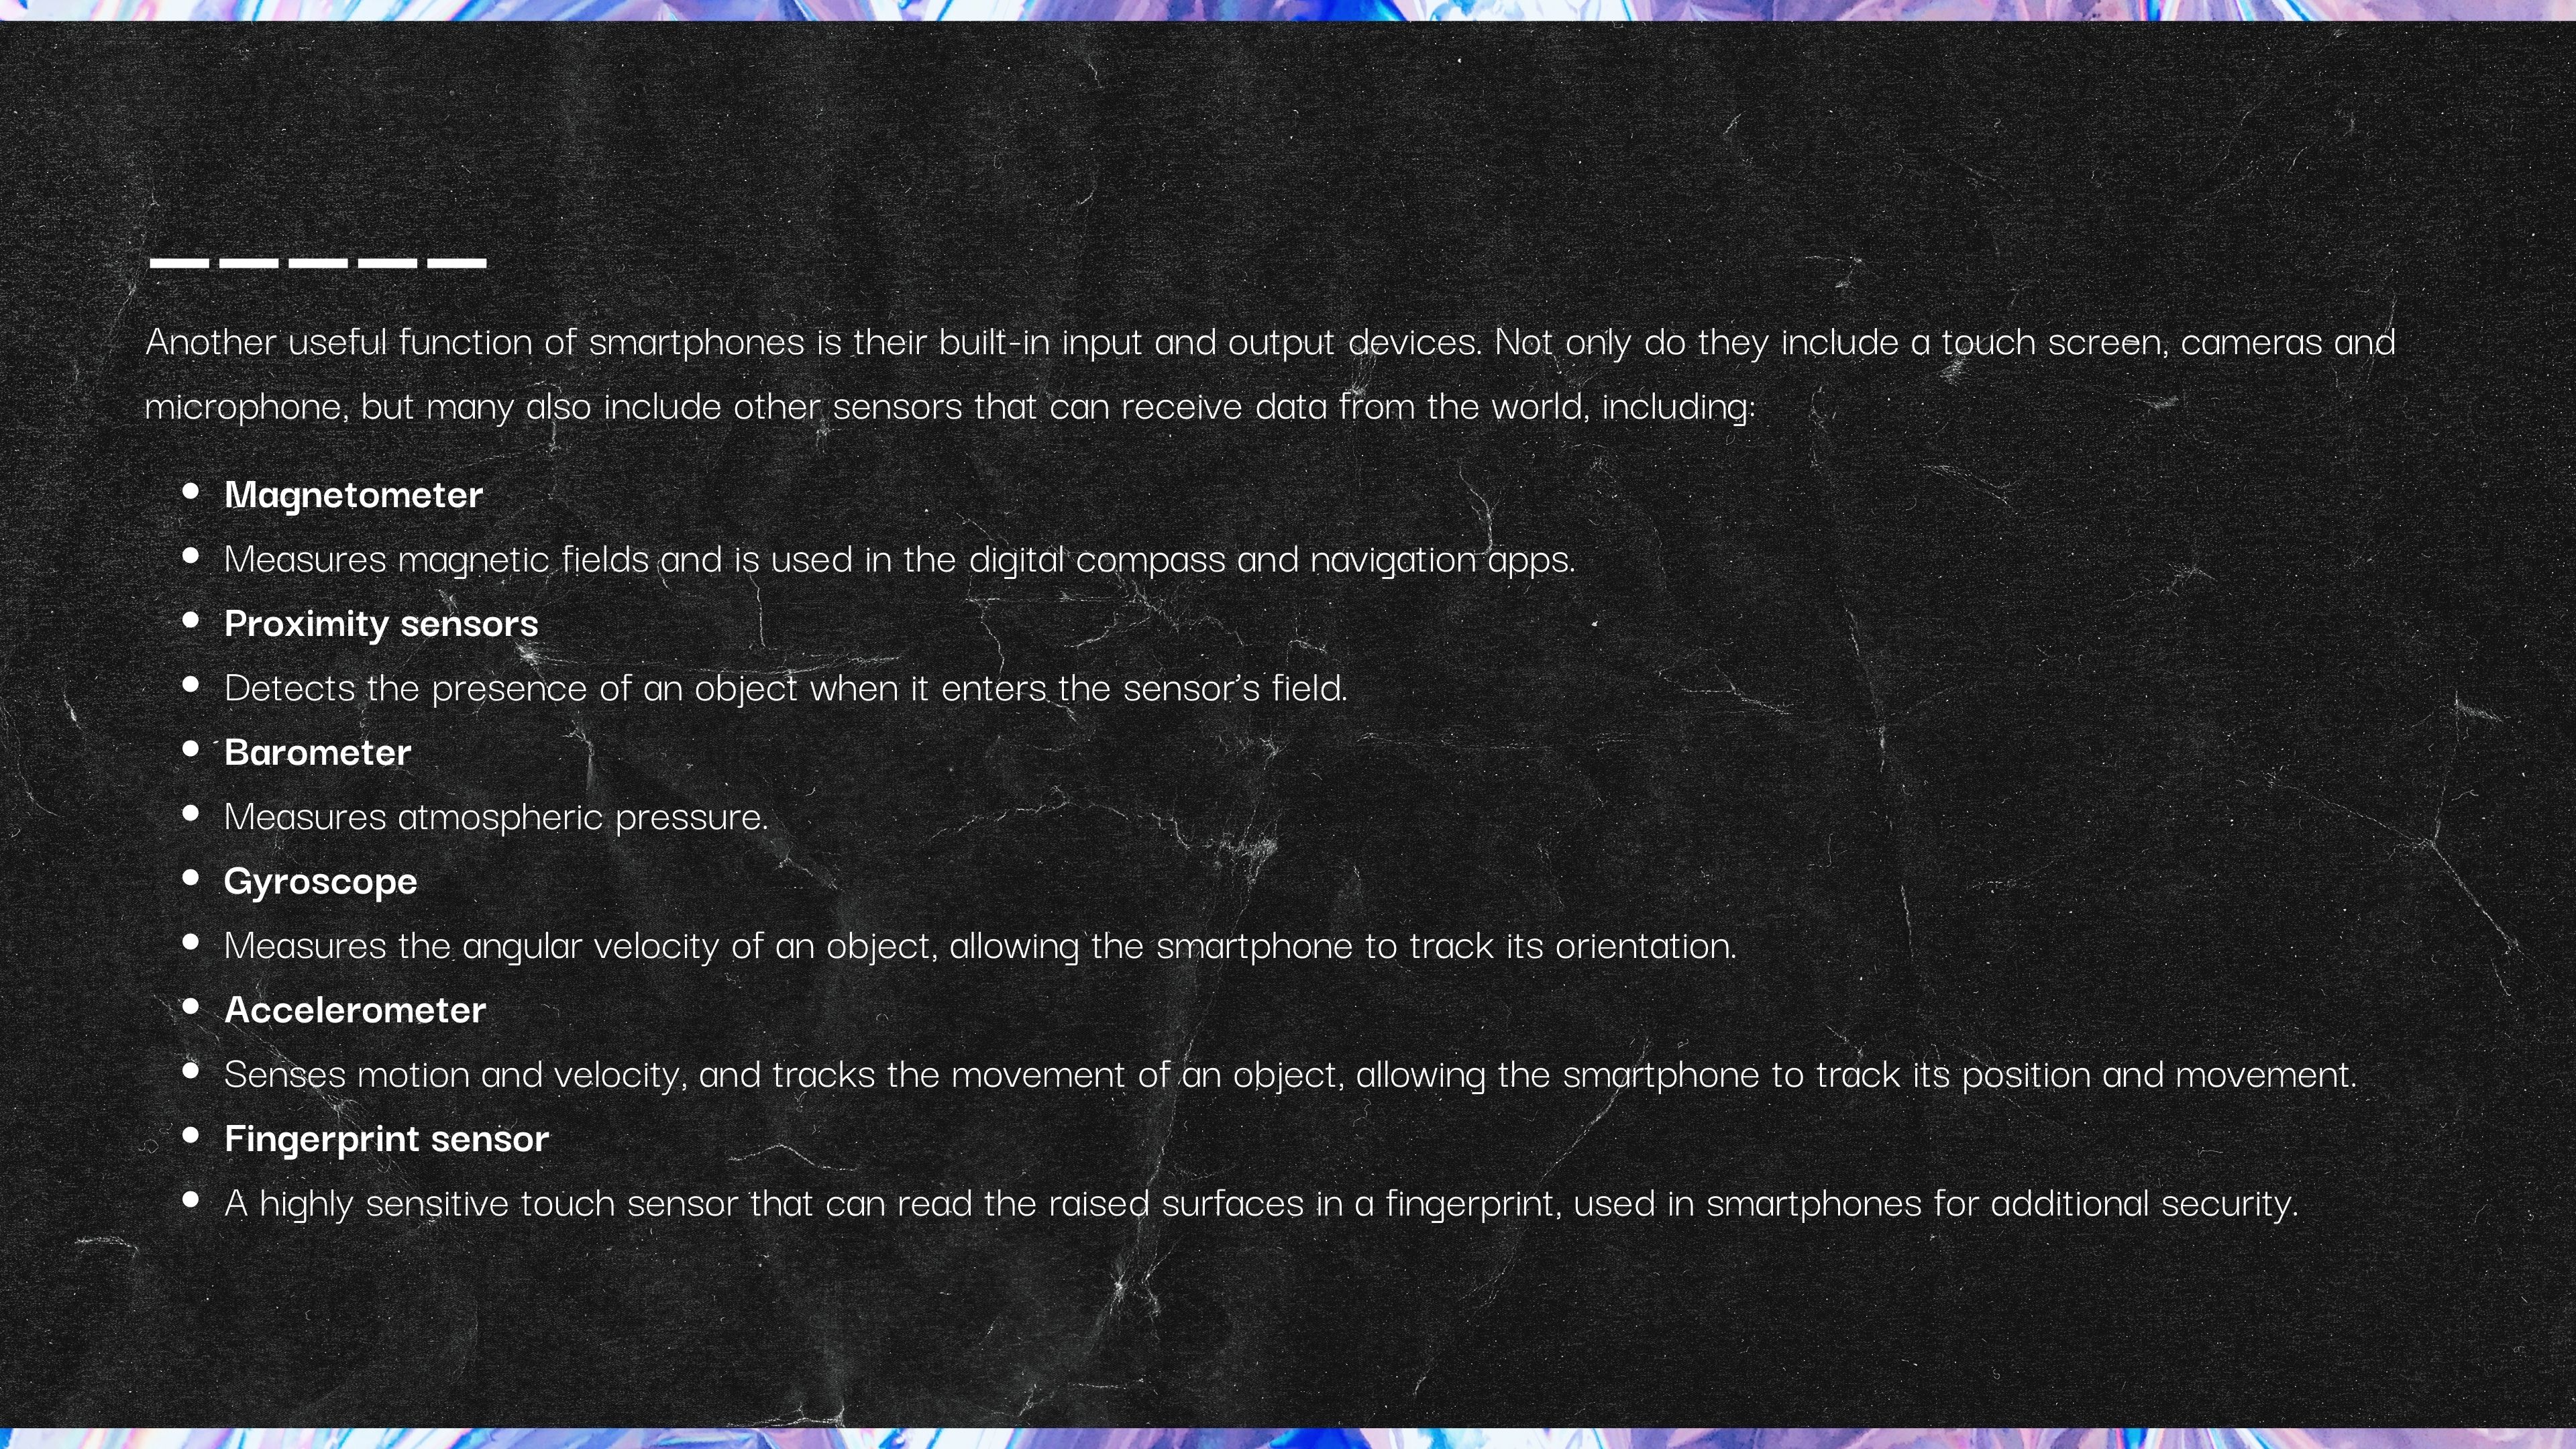 Another useful function of smartphones is their built-in input and output devices. Not only do they include a touch screen, cameras and
microphone, but many also include other sensors that can receive data from the world, including:
• Magnetometer
• Measures magnetic fields and is used in the digital compass and navigation apps.
• Proximity sensors
• Detects the presence of an object when it enters the sensor's field.
• Barometer
• Measures atmospheric pressure.
• Gyroscope
• Measures the angular velocity of an object, allowing the smartphone to track its orientation.
• Accelerometer
• Senses motion and velocity, and tracks the movement of an object, allowing the smartphone to track its position and movement.
• Fingerprint sensor
• A highly sensitive touch sensor that can read the raised surfaces in a fingerprint, used in smartphones for additional security.